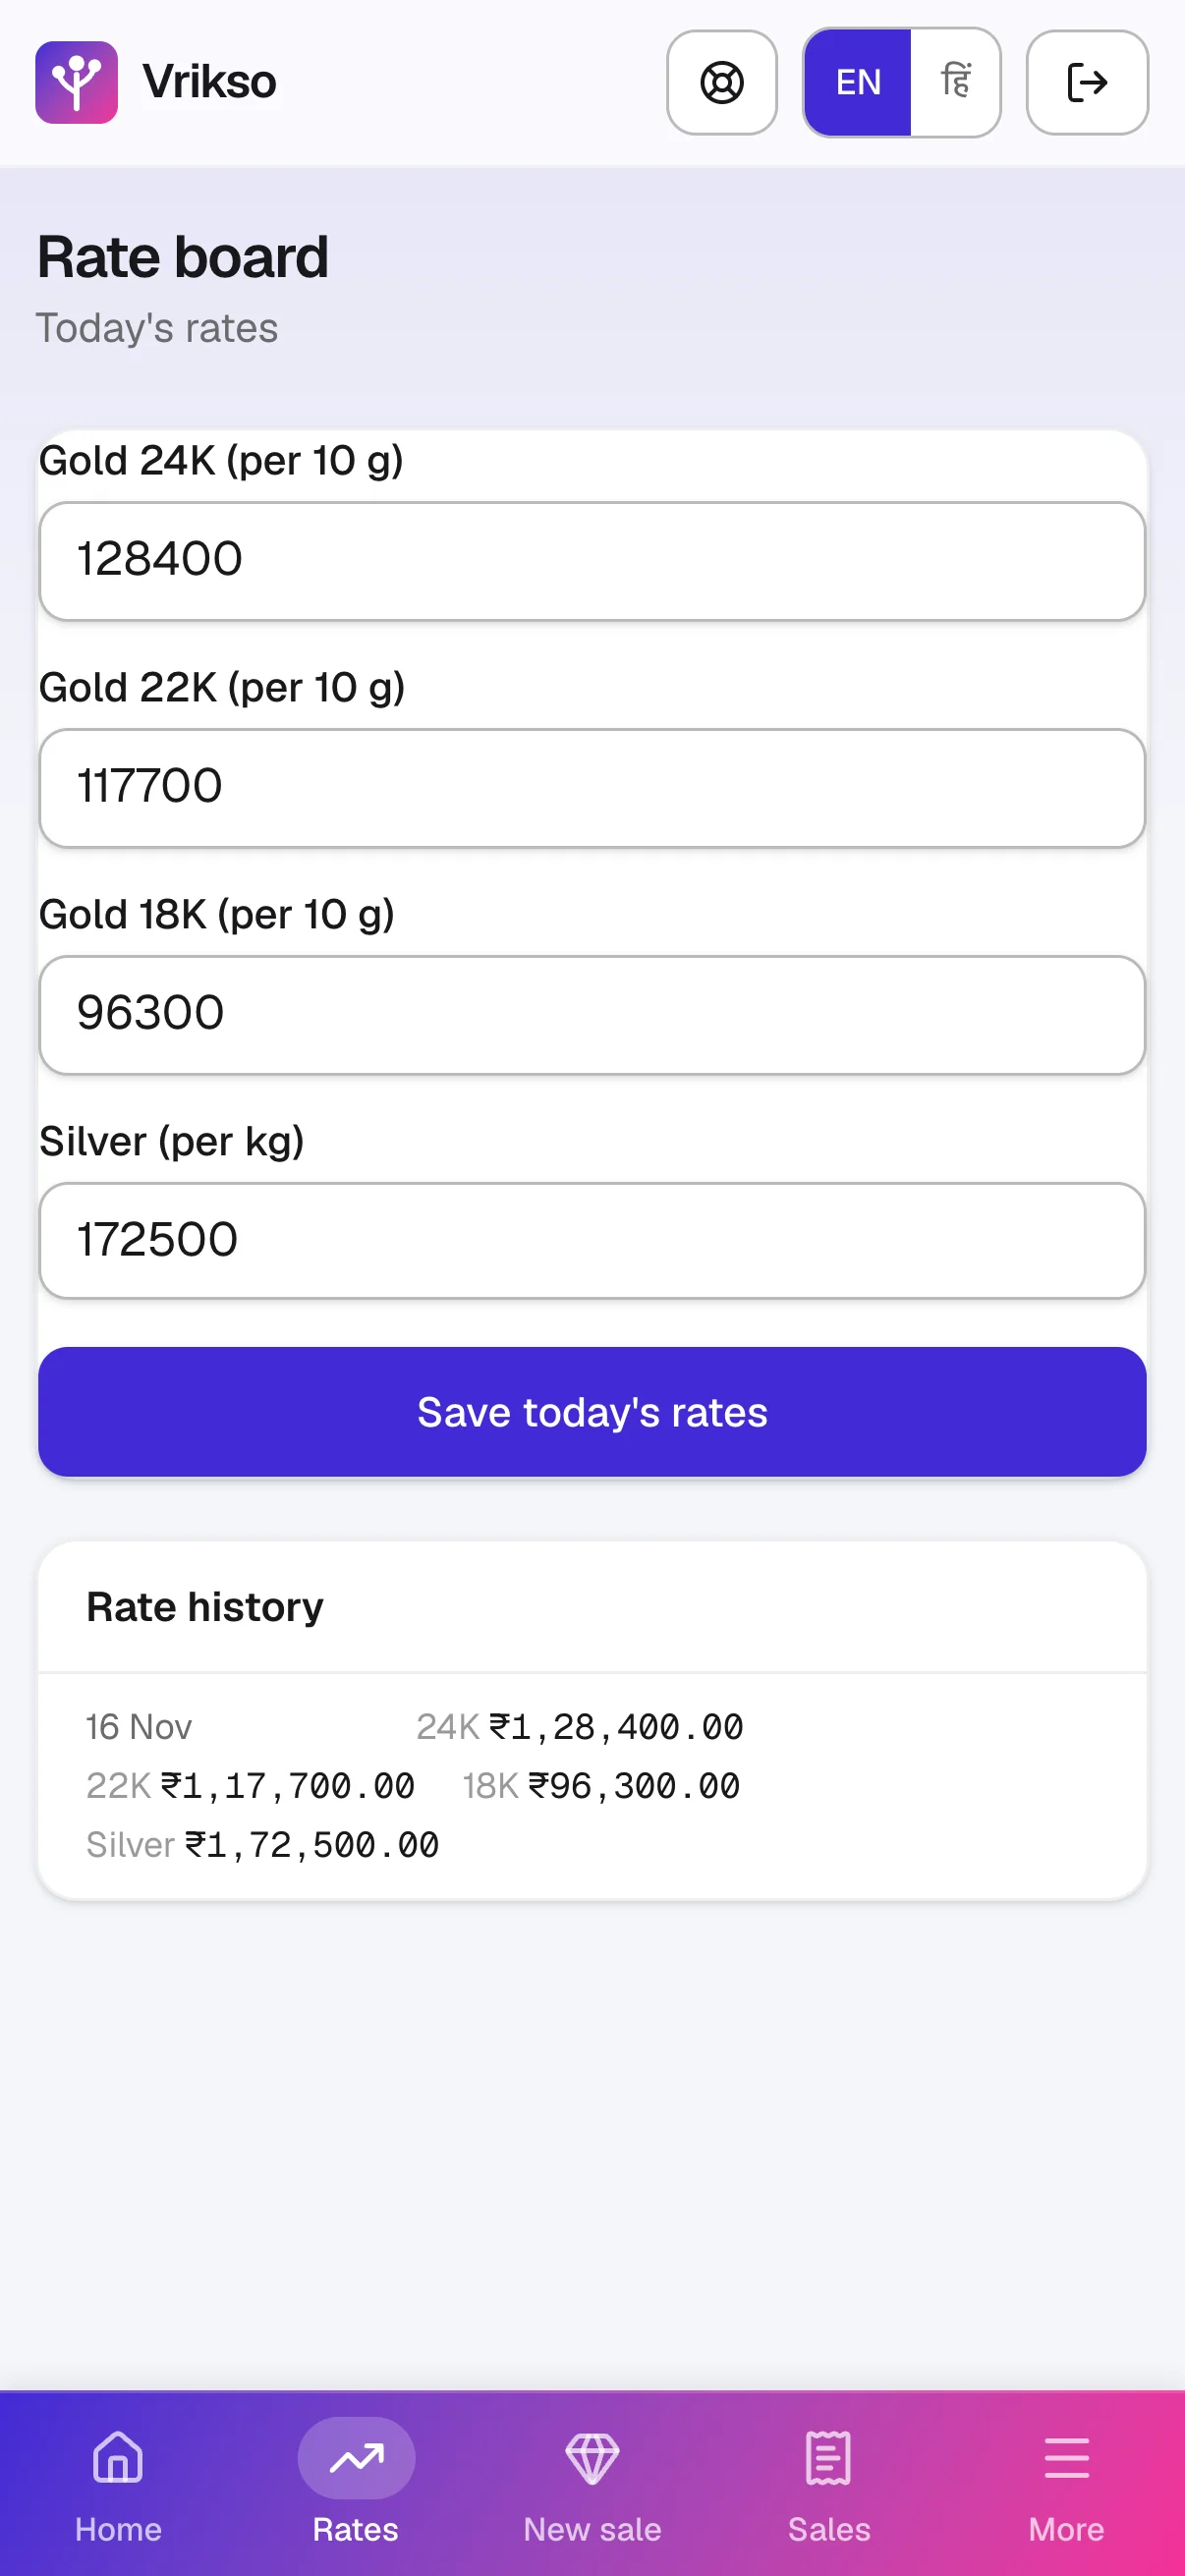 Vrikso
EN हिं
Rate board
Today's rates
Gold 24K (per 10 g)
128400
Gold 22K (per 10 g)
117700
Gold 18K (per 10 g)
96300
Silver (per kg)
172500
Save today's rates
Rate history
16 Nov 24K ₹1,28,400.00
22K ₹1,17,700.00 18K ₹96,300.00
Silver ₹1,72,500.00
Home Rates New sale Sales More